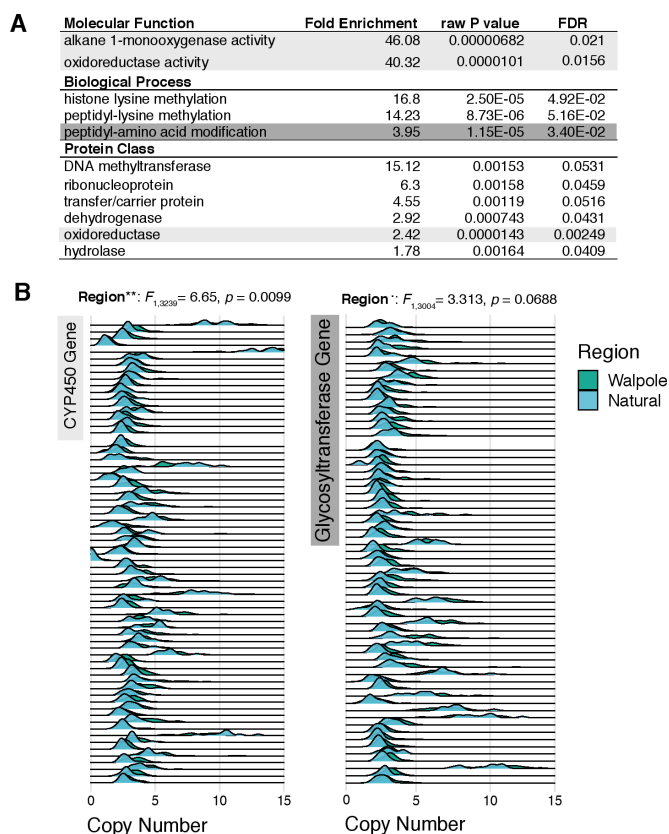 A
Molecular Function Fold Enrichment raw P value FDR
alkane 1-monooxygenase activity 46.08 0.00000682 0.021
oxidoreductase activity 40.32 0.0000101 0.0156
Biological Process
histone lysine methylation 16.8 2.50E-05 4.92E-02
peptidyl-lysine methylation 14.23 8.73E-06 5.16E-02
peptidyl-amino acid modification 3.95 1.15E-05 3.40E-02
Protein Class
DNA methyltransferase 15.12 0.00153 0.0531
ribonucleoprotein 6.3 0.00158 0.0459
transfer/carrier protein 4.55 0.00119 0.0516
dehydrogenase 2.92 0.000743 0.0431
oxidoreductase 2.42 0.0000143 0.00249
hydrolase 1.78 0.00164 0.0409
B
Region**: F1,3239= 6.65, p = 0.0099
Region˙: F1,3004= 3.313, p = 0.0688
CYP450 Gene
Glycosyltransferase Gene
Region
Walpole
Natural
0 5 10 15
0 5 10 15
Copy Number
Copy Number